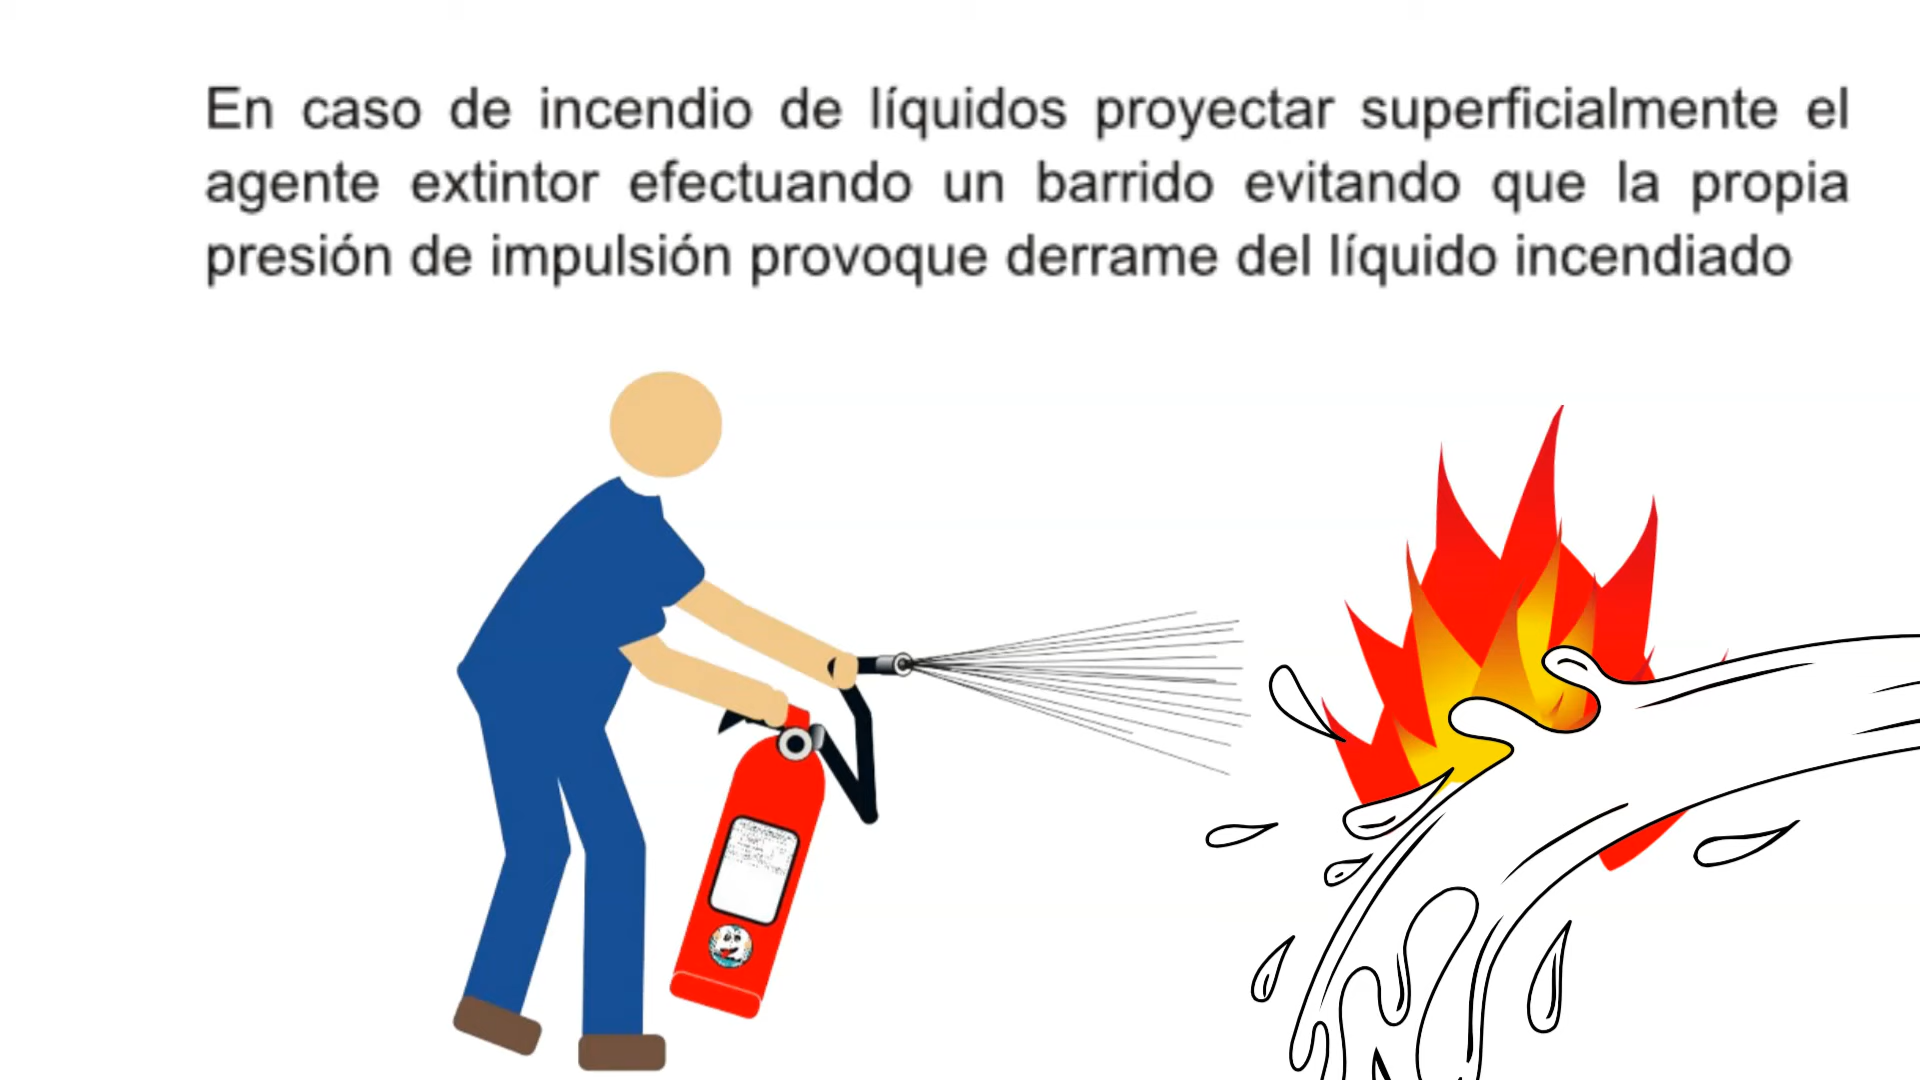 En caso de incendio de líquidos proyectar superficialmente el
agente extintor efectuando un barrido evitando que la propia
presión de impulsión provoque derrame del líquido incendiado